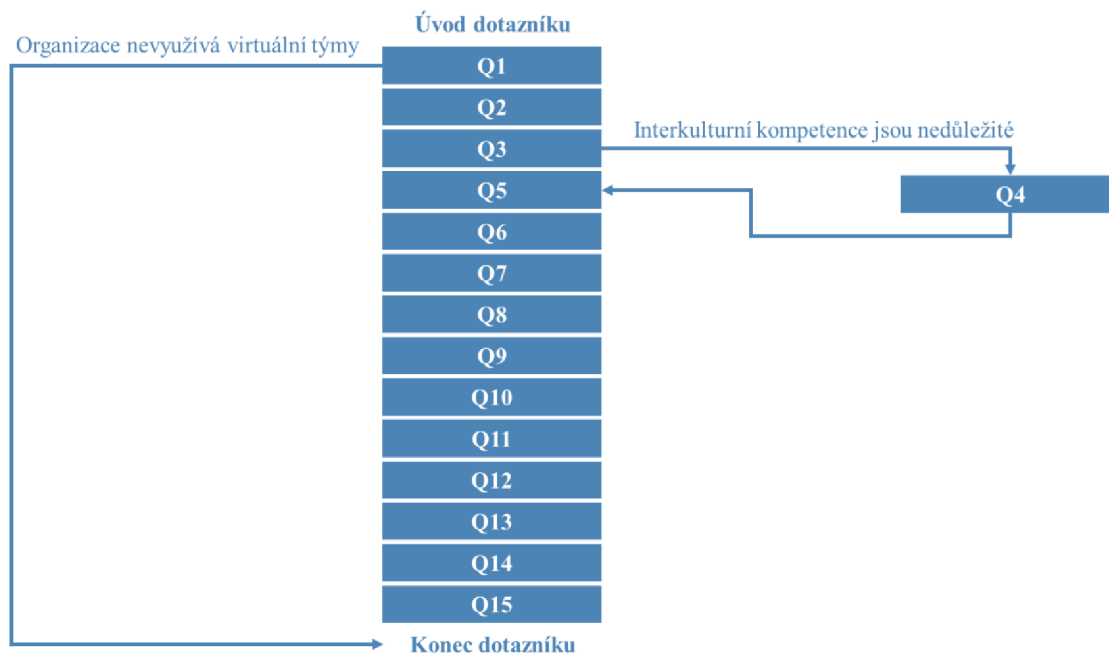 Úvod dotazníku
Organizace nevyužívá virtuální týmy
Q1
Q2
Q3
Interkulturní kompetence jsou nedůležité
Q4
Q5
Q6
Q7
Q8
Q9
Q10
Q11
Q12
Q13
Q14
Q15
Konec dotazníku